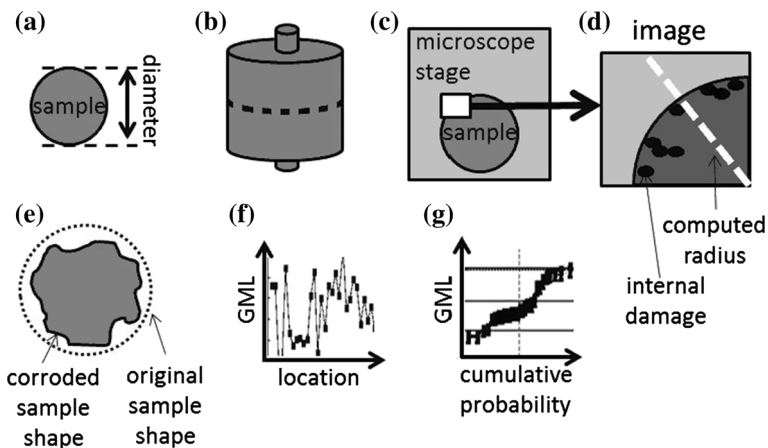 (a)
sample
diameter
(b)
(c)
microscope
stage
sample
(d)
image
computed
radius
internal
damage
(e)
corroded
sample
shape
original
sample
shape
(f)
GML
location
(g)
GML
cumulative
probability